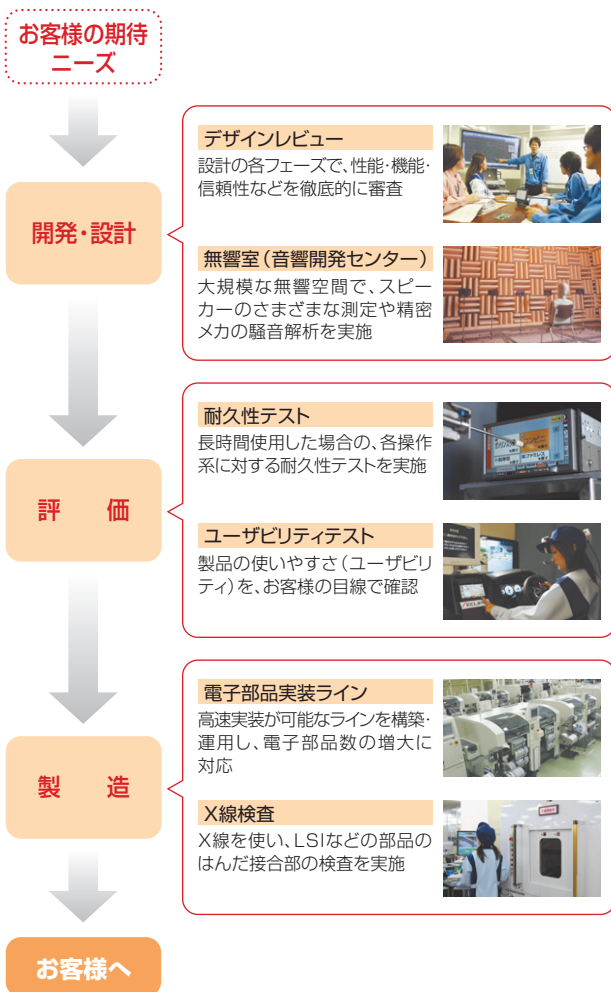 お客様の期待
ニーズ
開発・設計
デザインレビュー
設計の各フェーズで、性能・機能・
信頼性などを徹底的に審査
無響室（音響開発センター）
大規模な無響空間で、スピー
カーのさまざまな測定や精密
メカの騒音解析を実施
評　価
耐久性テスト
長時間使用した場合の、各操作
系に対する耐久性テストを実施
コンビニ
ファミレス
ユーザビリティテスト
製品の使いやすさ（ユーザビリ
ティ）を、お客様の目線で確認
製　造
電子部品実装ライン
高速実装が可能なラインを構築・
運用し、電子部品数の増大に
対応
X線検査
X線を使い、LSIなどの部品の
はんだ接合部の検査を実施
お客様へ